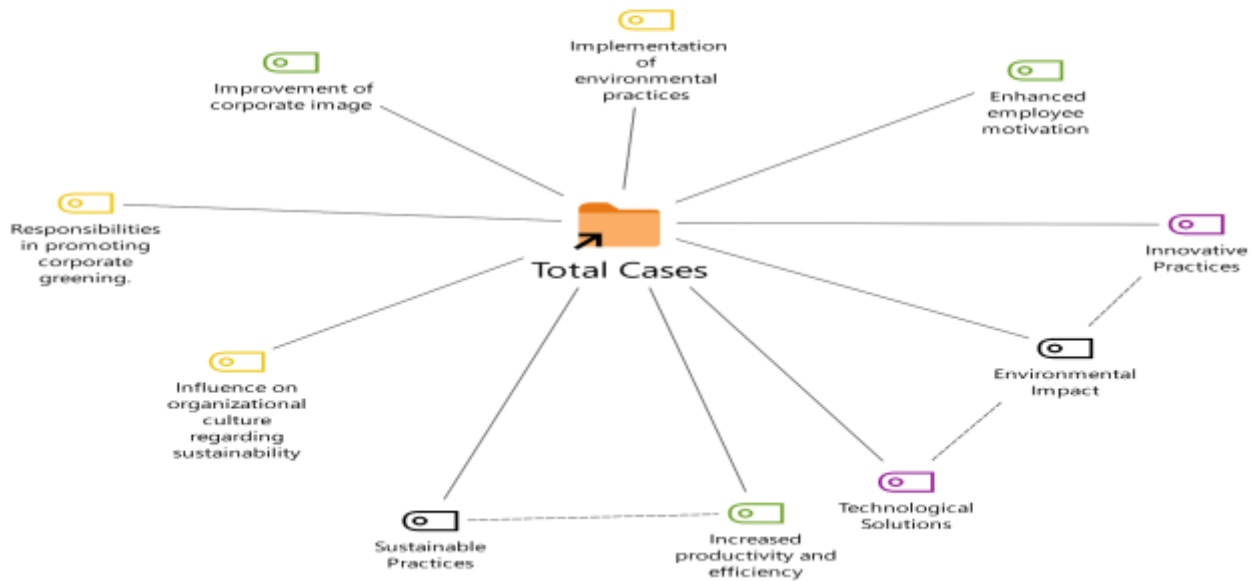 Implementation
of
environmental
practices
Improvement of
corporate image
Enhanced
employee
motivation
Responsibilities
in promoting
corporate
greening.
Total Cases
Innovative
Practices
Influence on
organizational
culture
regarding
sustainability
Environmental
Impact
Sustainable
Practices
Increased
productivity and
efficiency
Technological
Solutions